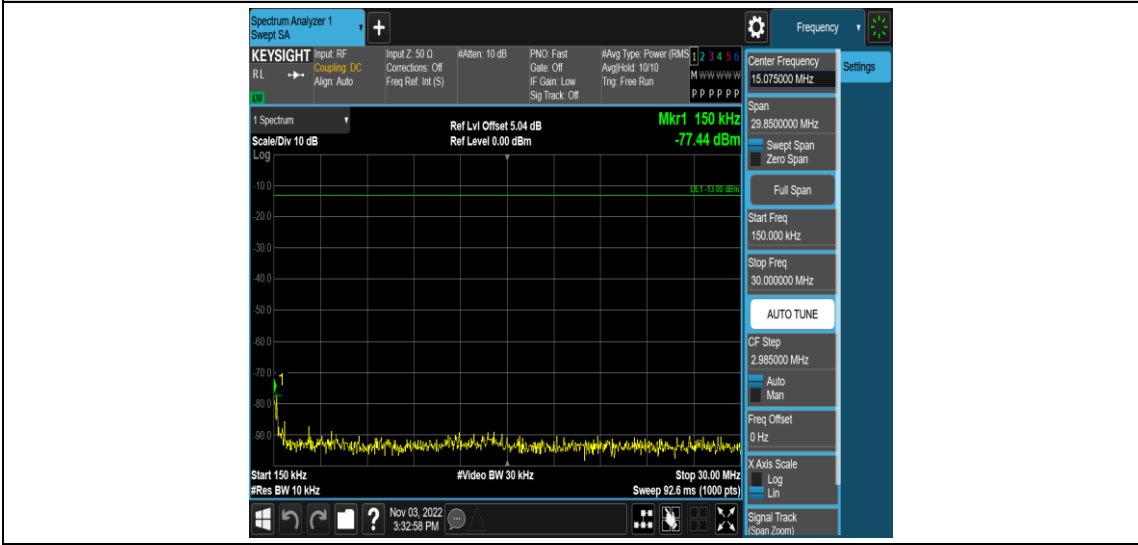 Spectrum Analyzer 1
Swept SA
+
Frequency
KEYSIGHT
RL
LM
Input: RF
Coupling: DC
Align: Auto
Input Z: 50 Ω
Corrections: Off
Freq Ref: Int (S)
#Atten: 10 dB
PNO: Fast
Gate: Off
IF Gain: Low
Sig Track: Off
#Avg Type: Power (RMS
Avg|Hold: 10/10
Trig: Free Run
1 2 3 4 5 6
M W W W W W
P P P P P P
1 Spectrum
Scale/Div 10 dB
Log
Ref Lvl Offset 5.04 dB
Ref Level 0.00 dBm
Mkr1 150 kHz
-77.44 dBm
DL1 -13.00 dBm
-10.0
-20.0
-30.0
-40.0
-50.0
-60.0
-70.0
1
-80.0
-90.0
Start 150 kHz
#Res BW 10 kHz
#Video BW 30 kHz
Stop 30.00 MHz
Sweep 92.6 ms (1000 pts)
Center Frequency
15.075000 MHz
Settings
Span
29.8500000 MHz
Swept Span
Zero Span
Full Span
Start Freq
150.000 kHz
Stop Freq
30.000000 MHz
AUTO TUNE
CF Step
2.985000 MHz
Auto
Man
Freq Offset
0 Hz
X Axis Scale
Log
Lin
Signal Track
(Span Zoom)
?
Nov 03, 2022
3:32:58 PM